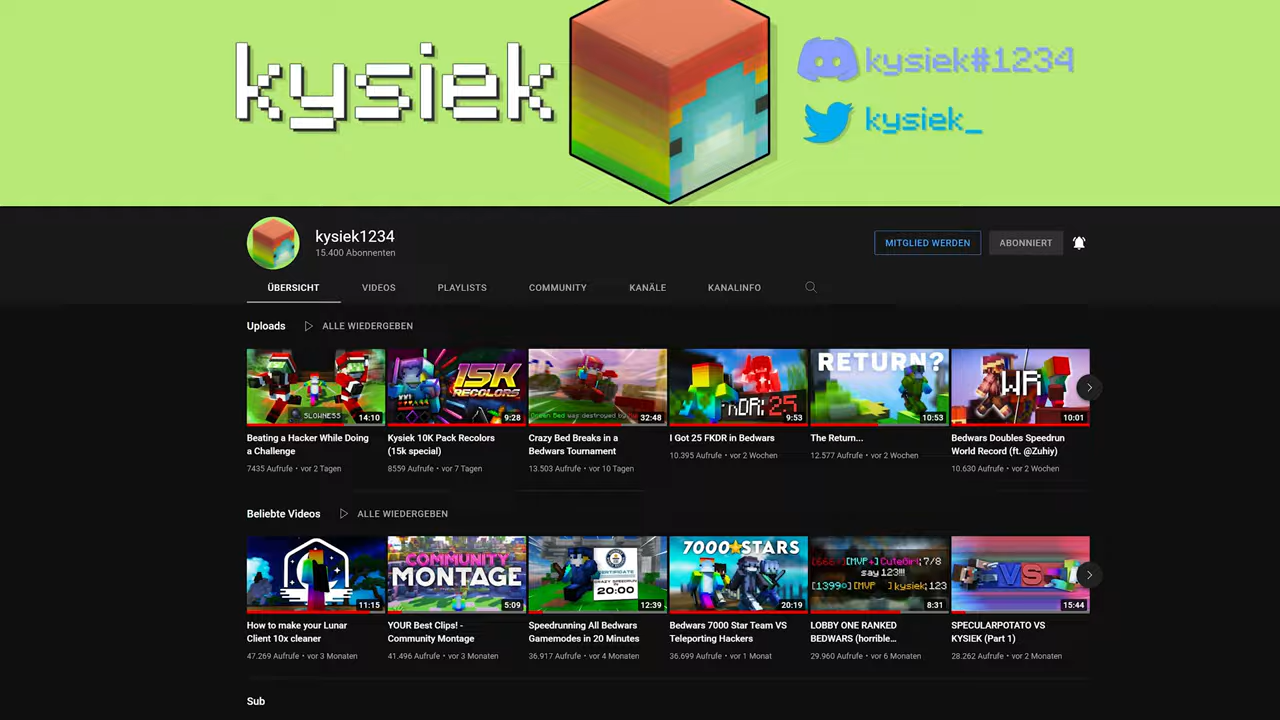 kysiek
kysiek#1234
kysiek_
kysiek1234
15.400 Abonnenten
MITGLIED WERDEN
ABONNIERT
ÜBERSICHT
VIDEOS
PLAYLISTS
COMMUNITY
KANÄLE
KANALINFO
Uploads
ALLE WIEDERGEBEN
SLOWNESS
14:10
15K
RECOLORS
9:28
32:48
25
9:53
RETURN?
10:53
WR
10:01
Beating a Hacker While Doing
a Challenge
7435 Aufrufe • vor 2 Tagen
Kysiek 10K Pack Recolors
(15k special)
8559 Aufrufe • vor 7 Tagen
Crazy Bed Breaks in a
Bedwars Tournament
13.503 Aufrufe • vor 10 Tagen
I Got 25 FKDR in Bedwars
10.395 Aufrufe • vor 2 Wochen
The Return...
12.577 Aufrufe • vor 2 Wochen
Bedwars Doubles Speedrun
World Record (ft. @Zuhiy)
10.630 Aufrufe • vor 2 Wochen
Beliebte Videos
ALLE WIEDERGEBEN
11:15
COMMUNITY
MONTAGE
5:09
20:00
12:39
7000 STARS
20:19
[MVP+] CuteGirl; 7/8
say 123!!!
[MVP ] kysiek; 123
8:31
VS
15:44
How to make your Lunar
Client 10x cleaner
47.269 Aufrufe • vor 3 Monaten
YOUR Best Clips! -
Community Montage
41.496 Aufrufe • vor 3 Monaten
Speedrunning All Bedwars
Gamemodes in 20 Minutes
36.917 Aufrufe • vor 4 Monaten
Bedwars 7000 Star Team VS
Teleporting Hackers
36.699 Aufrufe • vor 1 Monat
LOBBY ONE RANKED
BEDWARS (horrible...
29.960 Aufrufe • vor 6 Monaten
SPECULARPOTATO VS
KYSIEK (Part 1)
28.262 Aufrufe • vor 2 Monaten
Sub